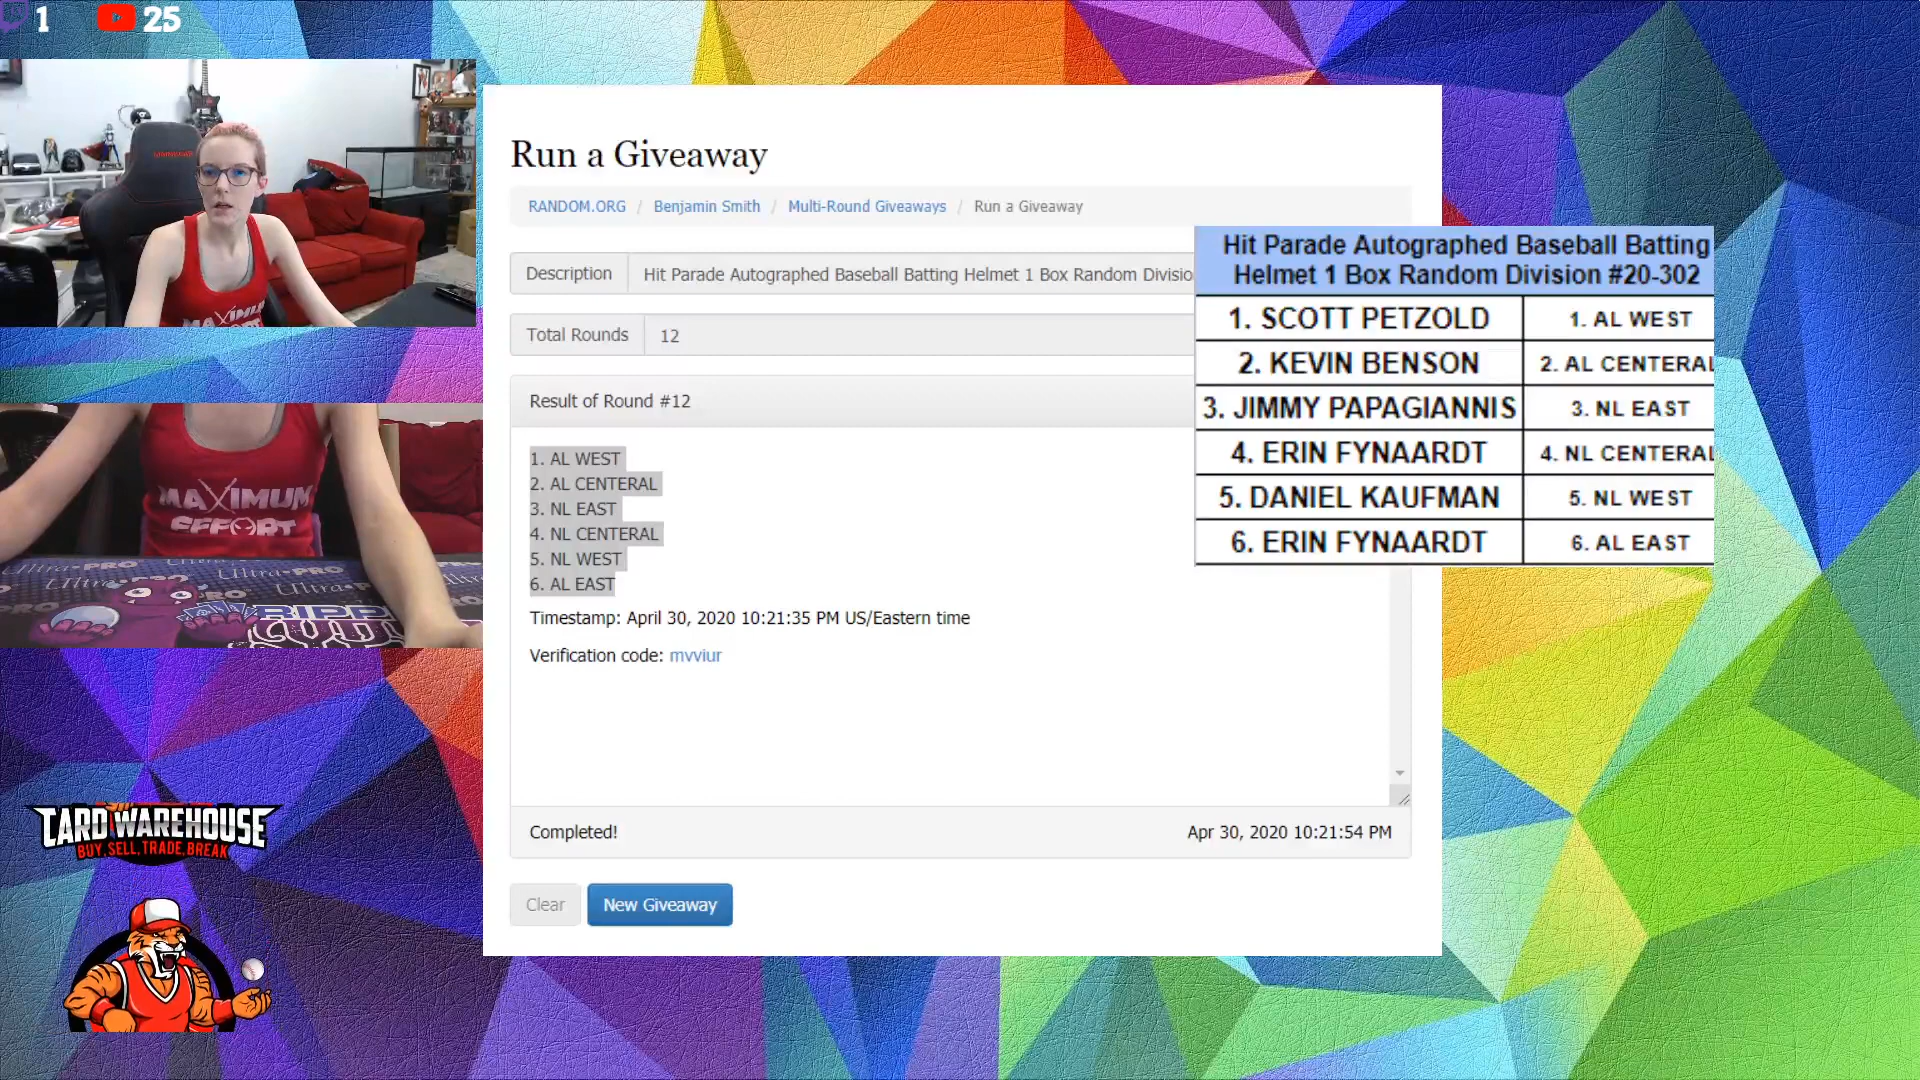 1
25
Run a Giveaway
RANDOM.ORG / Benjamin Smith / Multi-Round Giveaways / Run a Giveaway
Description Hit Parade Autographed Baseball Batting Helmet 1 Box Random Divisio
Total Rounds 12
Result of Round #12
1. AL WEST
2. AL CENTERAL
3. NL EAST
4. NL CENTERAL
5. NL WEST
6. AL EAST
Timestamp: April 30, 2020 10:21:35 PM US/Eastern time
Verification code: mvviur
Completed! Apr 30, 2020 10:21:54 PM
Clear New Giveaway
Hit Parade Autographed Baseball Batting
Helmet 1 Box Random Division #20-302
1. SCOTT PETZOLD 1. AL WEST
2. KEVIN BENSON 2. AL CENTERAL
3. JIMMY PAPAGIANNIS 3. NL EAST
4. ERIN FYNAARDT 4. NL CENTERAL
5. DANIEL KAUFMAN 5. NL WEST
6. ERIN FYNAARDT 6. AL EAST
MAXIMUM
EFFORT
Ultra PRO
CARD WAREHOUSE
BUY, SELL, TRADE, BREAK